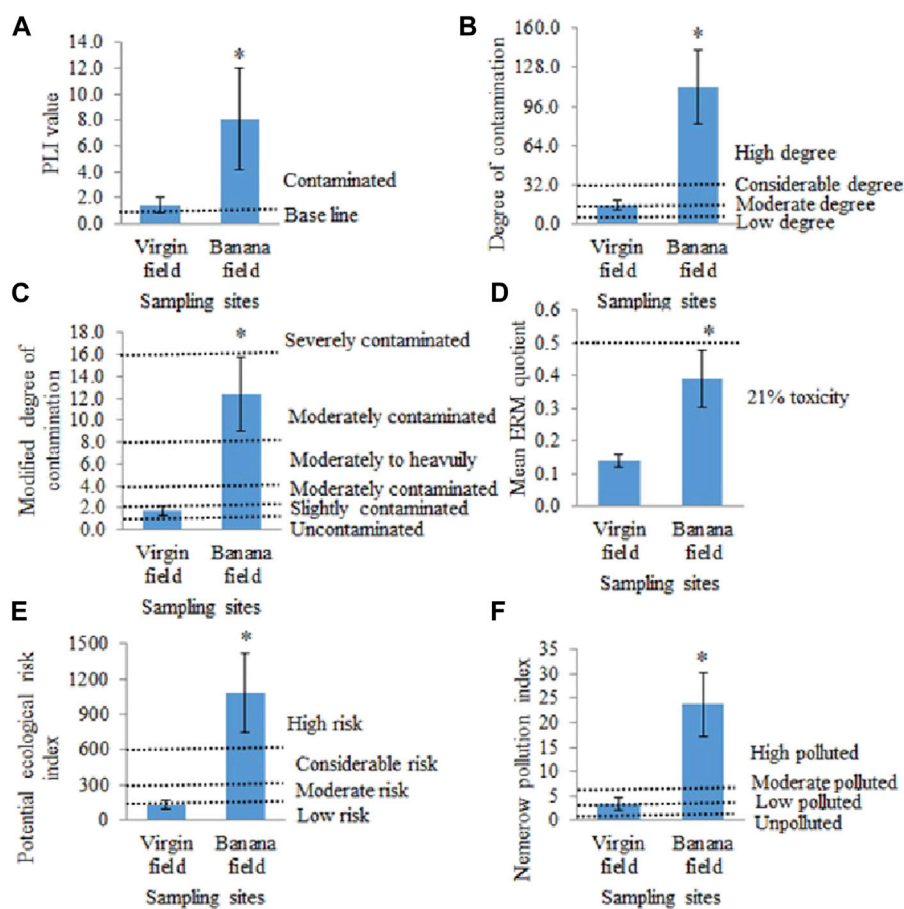 A
14.0
12.0
10.0
8.0
6.0
4.0
2.0
0.0
PLI value
*
Contaminated
Base line
Virgin field
Banana field
Sampling sites
B
160.0
128.0
96.0
64.0
32.0
0.0
Degree of contamination
*
High degree
Considerable degree
Moderate degree
Low degree
Virgin field
Banana field
Sampling sites
C
18.0
16.0
14.0
12.0
10.0
8.0
6.0
4.0
2.0
0.0
Modified degree of
contamination
*
Severely contaminated
Moderately contaminated
Moderately to heavuily
Moderately contaminated
Slightly contaminated
Uncontaminated
Virgin field
Banana field
Sampling sites
D
0.6
0.5
0.4
0.3
0.2
0.1
0.0
Mean ERM quotient
*
21% toxicity
Virgin field
Banana field
Sampling sites
E
1500
1200
900
600
300
0
Potential ecological risk
index
*
High risk
Considerable risk
Moderate risk
Low risk
Virgin field
Banana field
Sampling sites
F
35
30
25
20
15
10
5
0
Nemerow pollution index
*
High polluted
Moderate polluted
Low polluted
Unpolluted
Virgin field
Banana field
Sampling sites